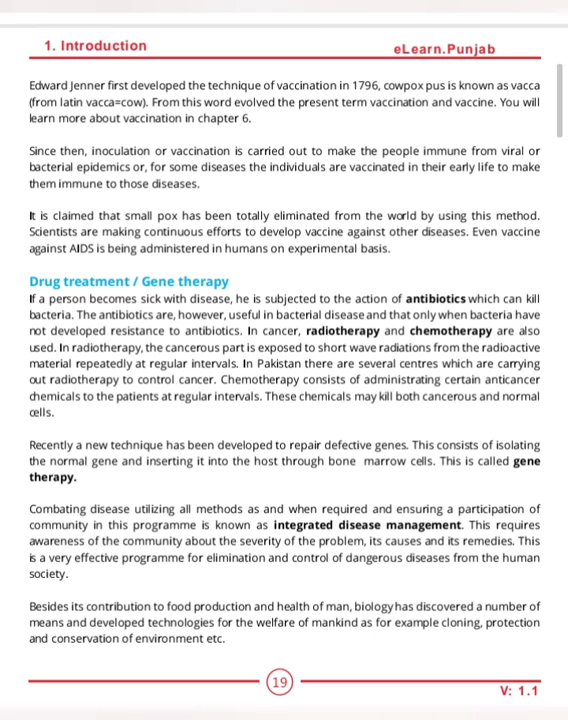 1. Introduction
eLearn.Punjab
Edward Jenner first developed the technique of vaccination in 1796, cowpox pus is known as vacca
(from latin vacca=cow). From this word evolved the present term vaccination and vaccine. You will
learn more about vaccination in chapter 6.
Since then, inoculation or vaccination is carried out to make the people immune from viral or
bacterial epidemics or, for some diseases the individuals are vaccinated in their early life to make
them immune to those diseases.
It is claimed that small pox has been totally eliminated from the world by using this method.
Scientists are making continuous efforts to develop vaccine against other diseases. Even vaccine
against AIDS is being administered in humans on experimental basis.
Drug treatment / Gene therapy
If a person becomes sick with disease, he is subjected to the action of antibiotics which can kill
bacteria. The antibiotics are, however, useful in bacterial disease and that only when bacteria have
not developed resistance to antibiotics. In cancer, radiotherapy and chemotherapy are also
used. In radiotherapy, the cancerous part is exposed to short wave radiations from the radioactive
material repeatedly at regular intervals. In Pakistan there are several centres which are carrying
out radiotherapy to control cancer. Chemotherapy consists of administrating certain anticancer
chemicals to the patients at regular intervals. These chemicals may kill both cancerous and normal
cells.
Recently a new technique has been developed to repair defective genes. This consists of isolating
the normal gene and inserting it into the host through bone marrow cells. This is called gene
therapy.
Combating disease utilizing all methods as and when required and ensuring a participation of
community in this programme is known as integrated disease management. This requires
awareness of the community about the severity of the problem, its causes and its remedies. This
is a very effective programme for elimination and control of dangerous diseases from the human
society.
Besides its contribution to food production and health of man, biology has discovered a number of
means and developed technologies for the welfare of mankind as for example cloning, protection
and conservation of environment etc.
19
V: 1.1